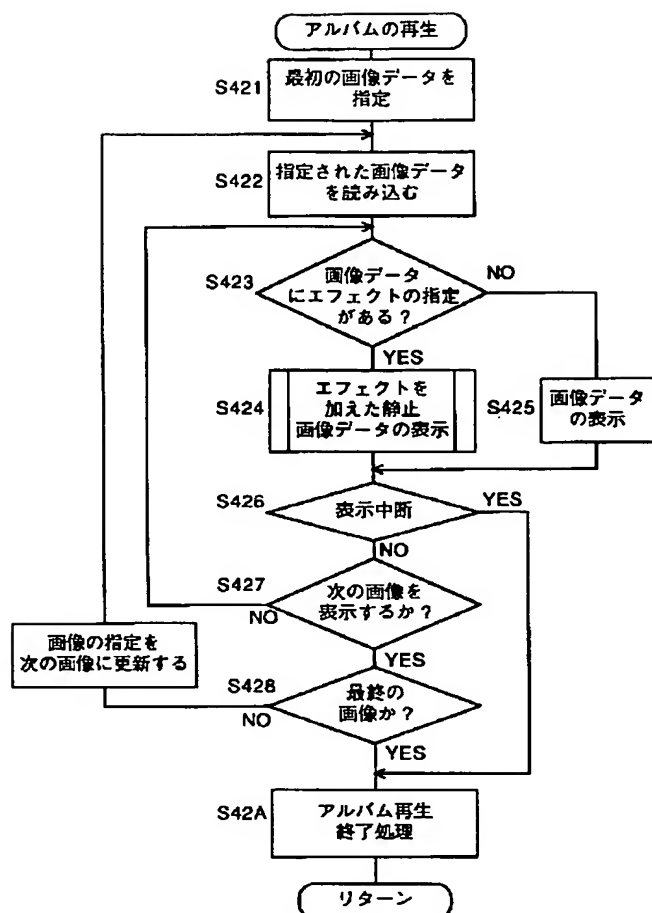 アルバムの再生
S421
最初の画像データを
指定
S422
指定された画像データ
を読み込む
S423
画像データ
にエフェクトの指定
がある？
NO
YES
S424
エフェクトを
加えた静止
画像データの表示
S425
画像データ
の表示
S426
表示中断
YES
NO
S427
次の画像を
表示するか？
NO
YES
画像の指定を
次の画像に更新する
S428
最終の
画像か？
NO
YES
S42A
アルバム再生
終了処理
リターン